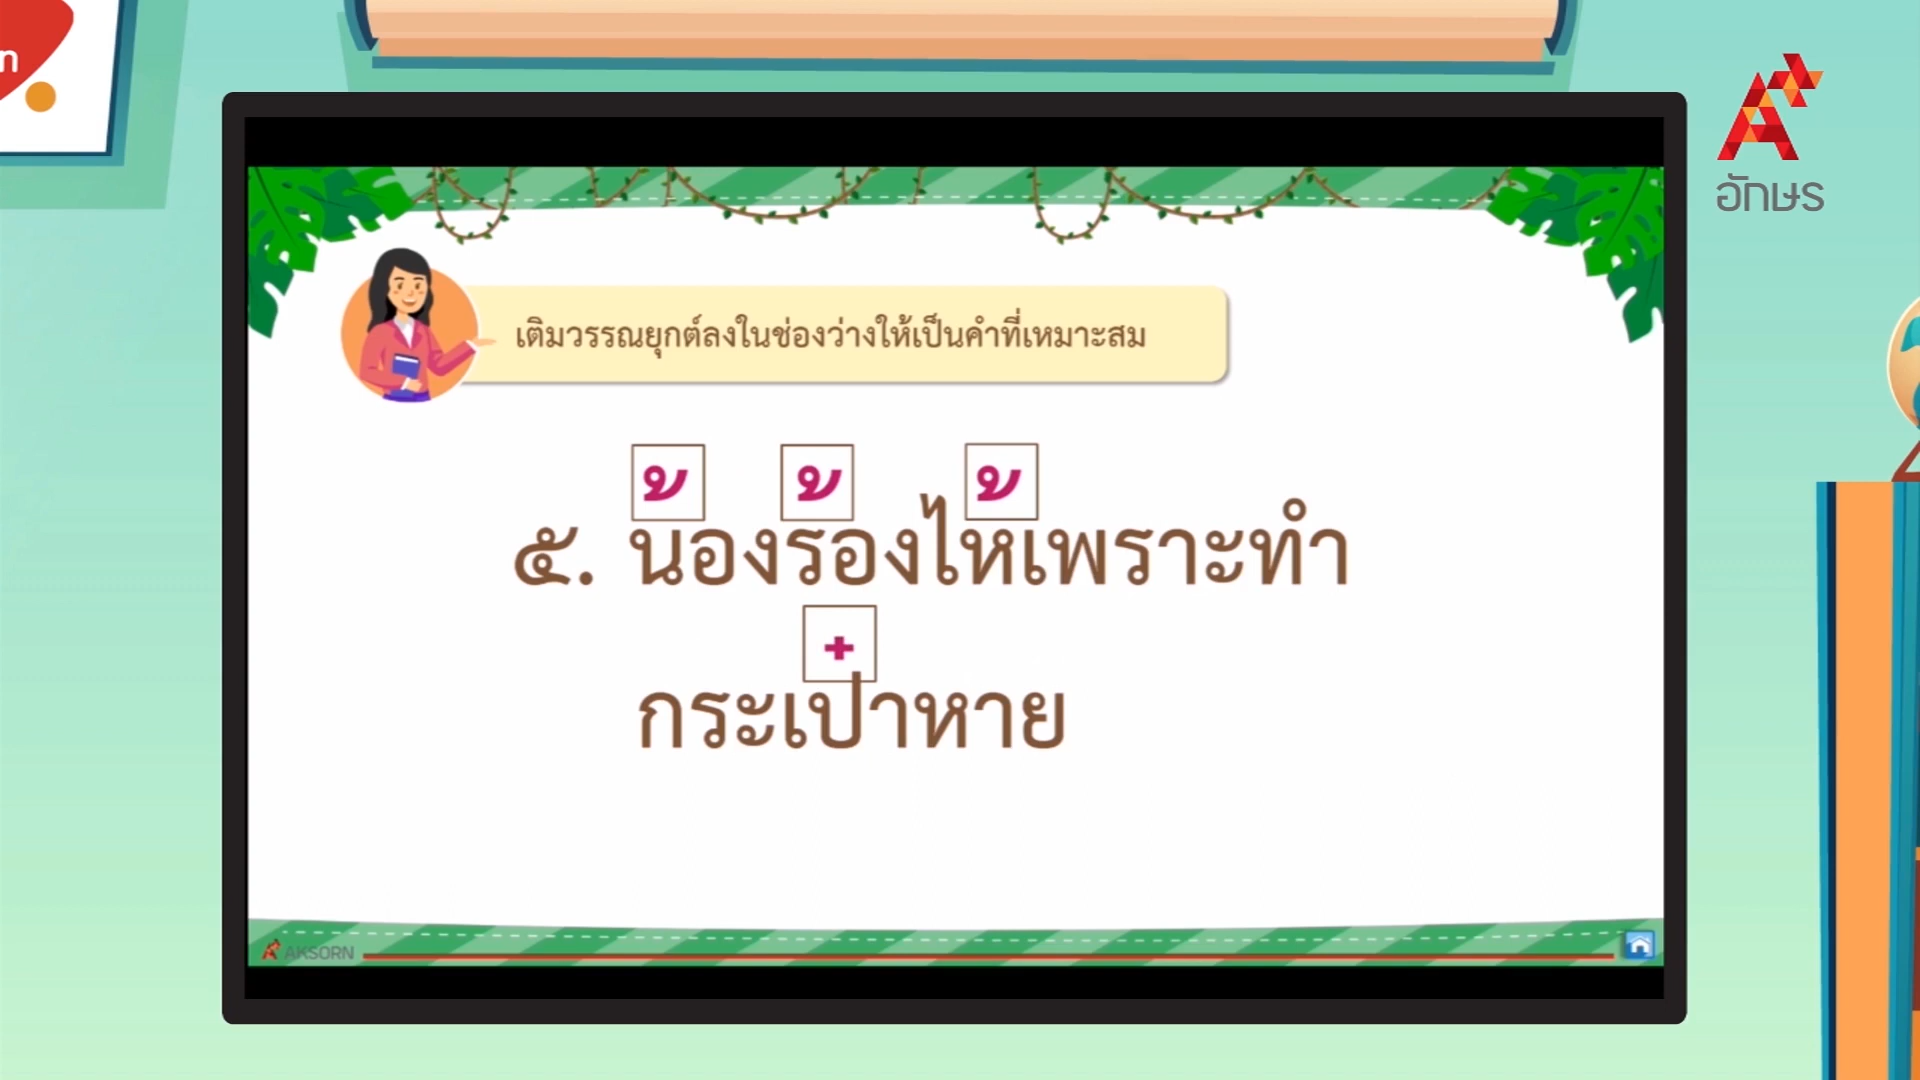 ท
อักษร
เติมวรรณยุกต์ลงในช่องว่างให้เป็นคำที่เหมาะสม
๕. น้องร้องไห้เพราะทำ
กระเป๋าหาย
AKSORN